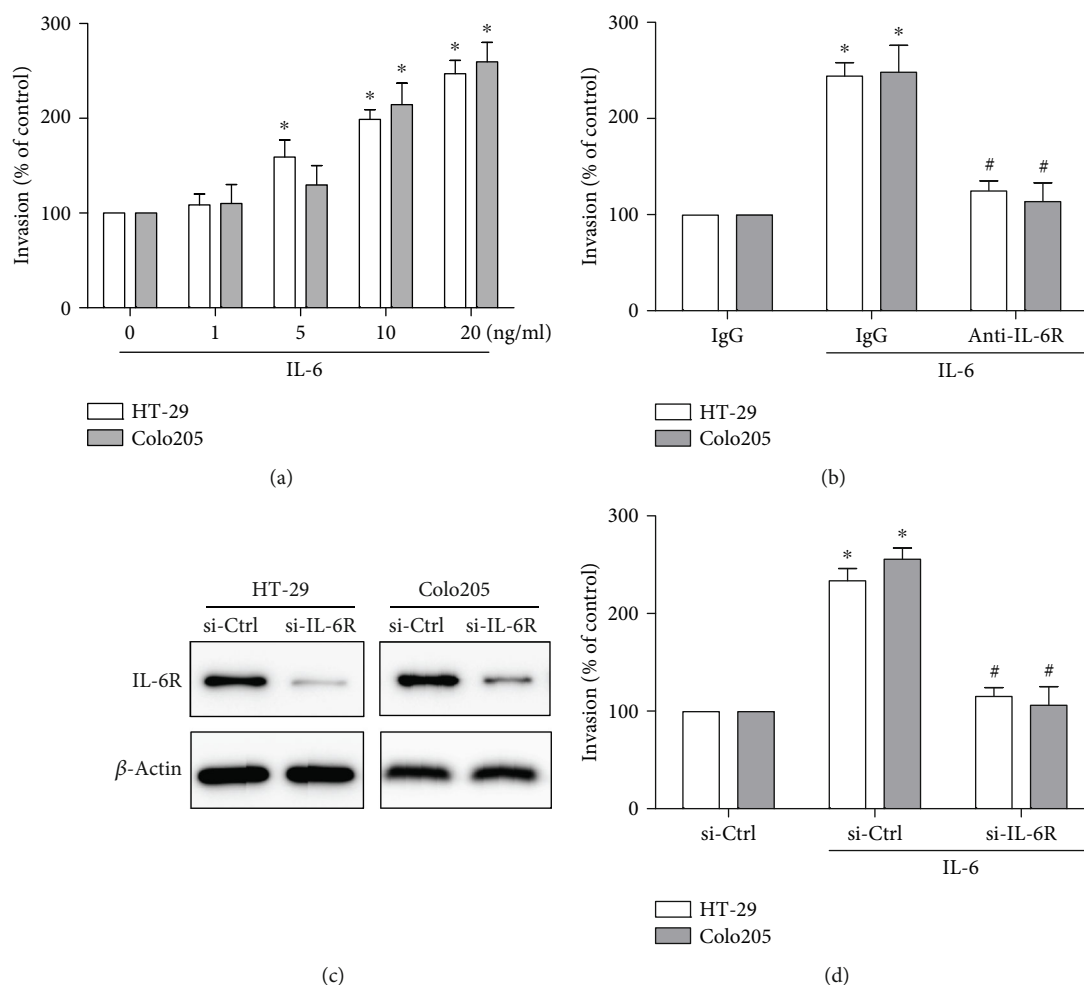 300
200
100
0
Invasion (% of control)
* * * * *
0 1 5 10 20 (ng/ml)
IL-6
HT-29
Colo205
(a)
300
200
100
0
Invasion (% of control)
* *
# #
IgG IgG Anti-IL-6R
IL-6
HT-29
Colo205
(b)
HT-29 Colo205
si-Ctrl si-IL-6R si-Ctrl si-IL-6R
IL-6R
β-Actin
(c)
300
200
100
0
Invasion (% of control)
* *
# #
si-Ctrl si-Ctrl si-IL-6R
IL-6
HT-29
Colo205
(d)